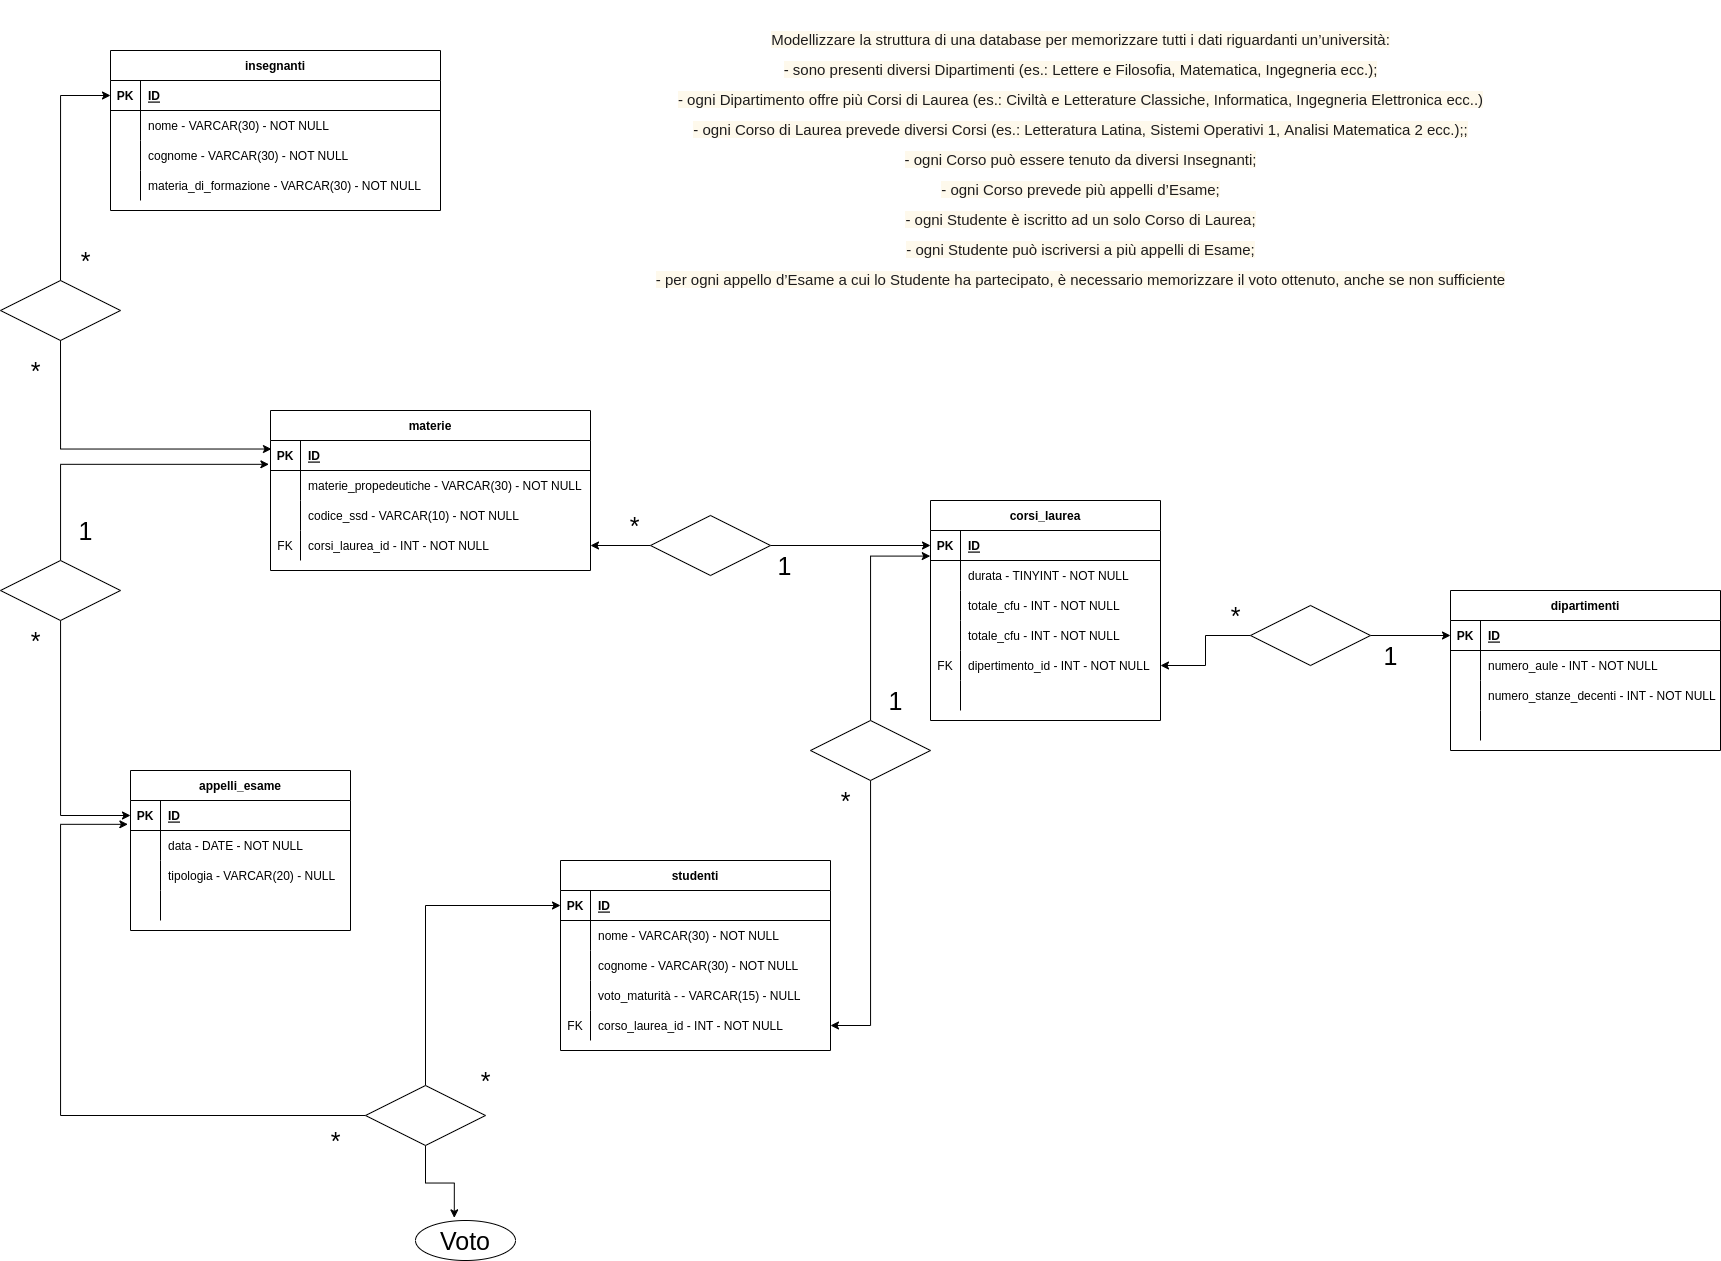 Modellizzare la struttura di una database per memorizzare tutti i dati riguardanti un’università:
- sono presenti diversi Dipartimenti (es.: Lettere e Filosofia, Matematica, Ingegneria ecc.);
- ogni Dipartimento offre più Corsi di Laurea (es.: Civiltà e Letterature Classiche, Informatica, Ingegneria Elettronica ecc..)
- ogni Corso di Laurea prevede diversi Corsi (es.: Letteratura Latina, Sistemi Operativi 1, Analisi Matematica 2 ecc.);;
- ogni Corso può essere tenuto da diversi Insegnanti;
- ogni Corso prevede più appelli d’Esame;
- ogni Studente è iscritto ad un solo Corso di Laurea;
- ogni Studente può iscriversi a più appelli di Esame;
- per ogni appello d’Esame a cui lo Studente ha partecipato, è necessario memorizzare il voto ottenuto, anche se non sufficiente
insegnanti
PK ID
nome - VARCHAR(30) - NOT NULL
cognome - VARCHAR(30) - NOT NULL
materia_di_formazione - VARCHAR(30) - NOT NULL
*
*
materie
PK ID
materie_propedeutiche - VARCHAR(30) - NOT NULL
codice_ssd - VARCHAR(10) - NOT NULL
FK corsi_laurea_id - INT - NOT NULL
*
1
corsi_laurea
PK ID
durata - TINYINT - NOT NULL
totale_cfu - INT - NOT NULL
totale_cfu - INT - NOT NULL
FK dipertimento_id - INT - NOT NULL
*
1
dipartimenti
PK ID
numero_aule - INT - NOT NULL
numero_stanze_decenti - INT - NOT NULL
1
*
1
*
appelli_esame
PK ID
data - DATE - NOT NULL
tipologia - VARCHAR(20) - NULL
studenti
PK ID
nome - VARCHAR(30) - NOT NULL
cognome - VARCHAR(30) - NOT NULL
voto_maturità - - VARCHAR(15) - NULL
FK corso_laurea_id - INT - NOT NULL
*
*
Voto